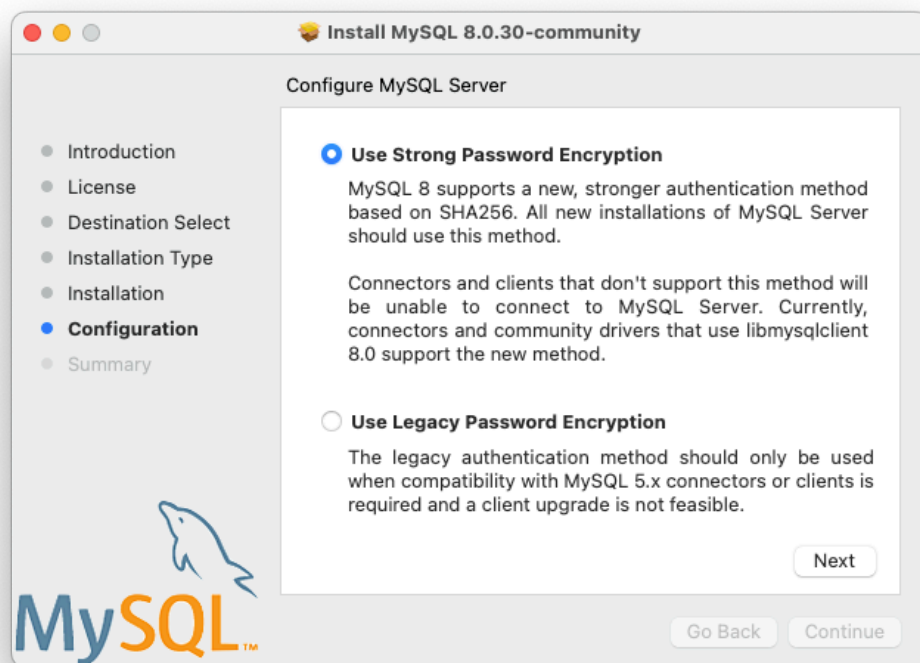 Install MySQL 8.0.30-community
Configure MySQL Server
Introduction
License
Destination Select
Installation Type
Installation
Configuration
Summary
Use Strong Password Encryption
MySQL 8 supports a new, stronger authentication method
based on SHA256. All new installations of MySQL Server
should use this method.
Connectors and clients that don't support this method will
be unable to connect to MySQL Server. Currently,
connectors and community drivers that use libmysqlclient
8.0 support the new method.
Use Legacy Password Encryption
The legacy authentication method should only be used
when compatibility with MySQL 5.x connectors or clients is
required and a client upgrade is not feasible.
Next
MySQL™
Go Back
Continue